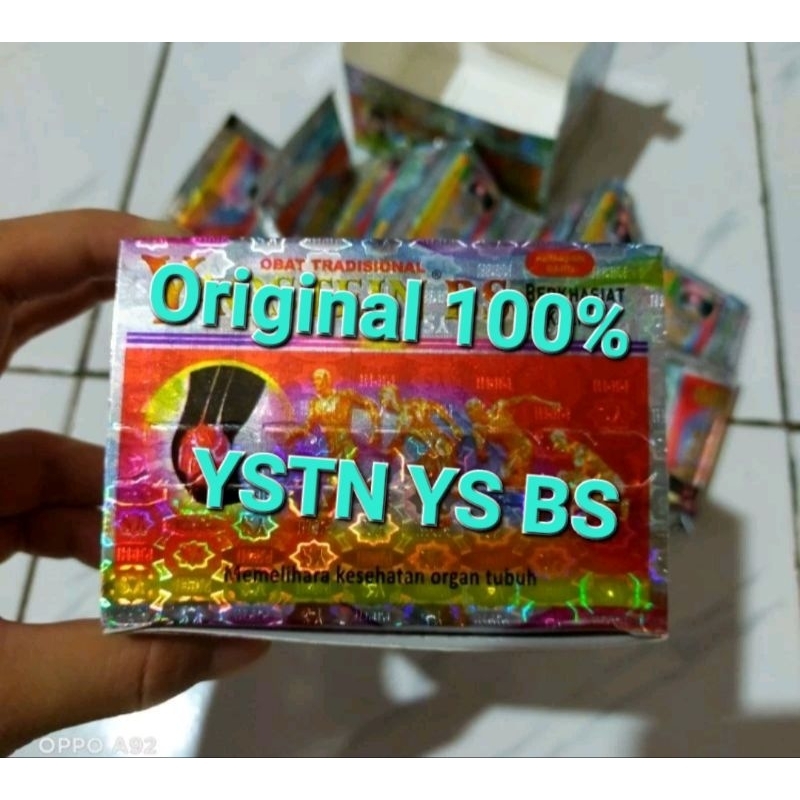 OBAT TRADISIONAL
Original 100%
BERKHASIAT
YSTN YS BS
Memelihara kesehatan organ tubuh
OPPO A92